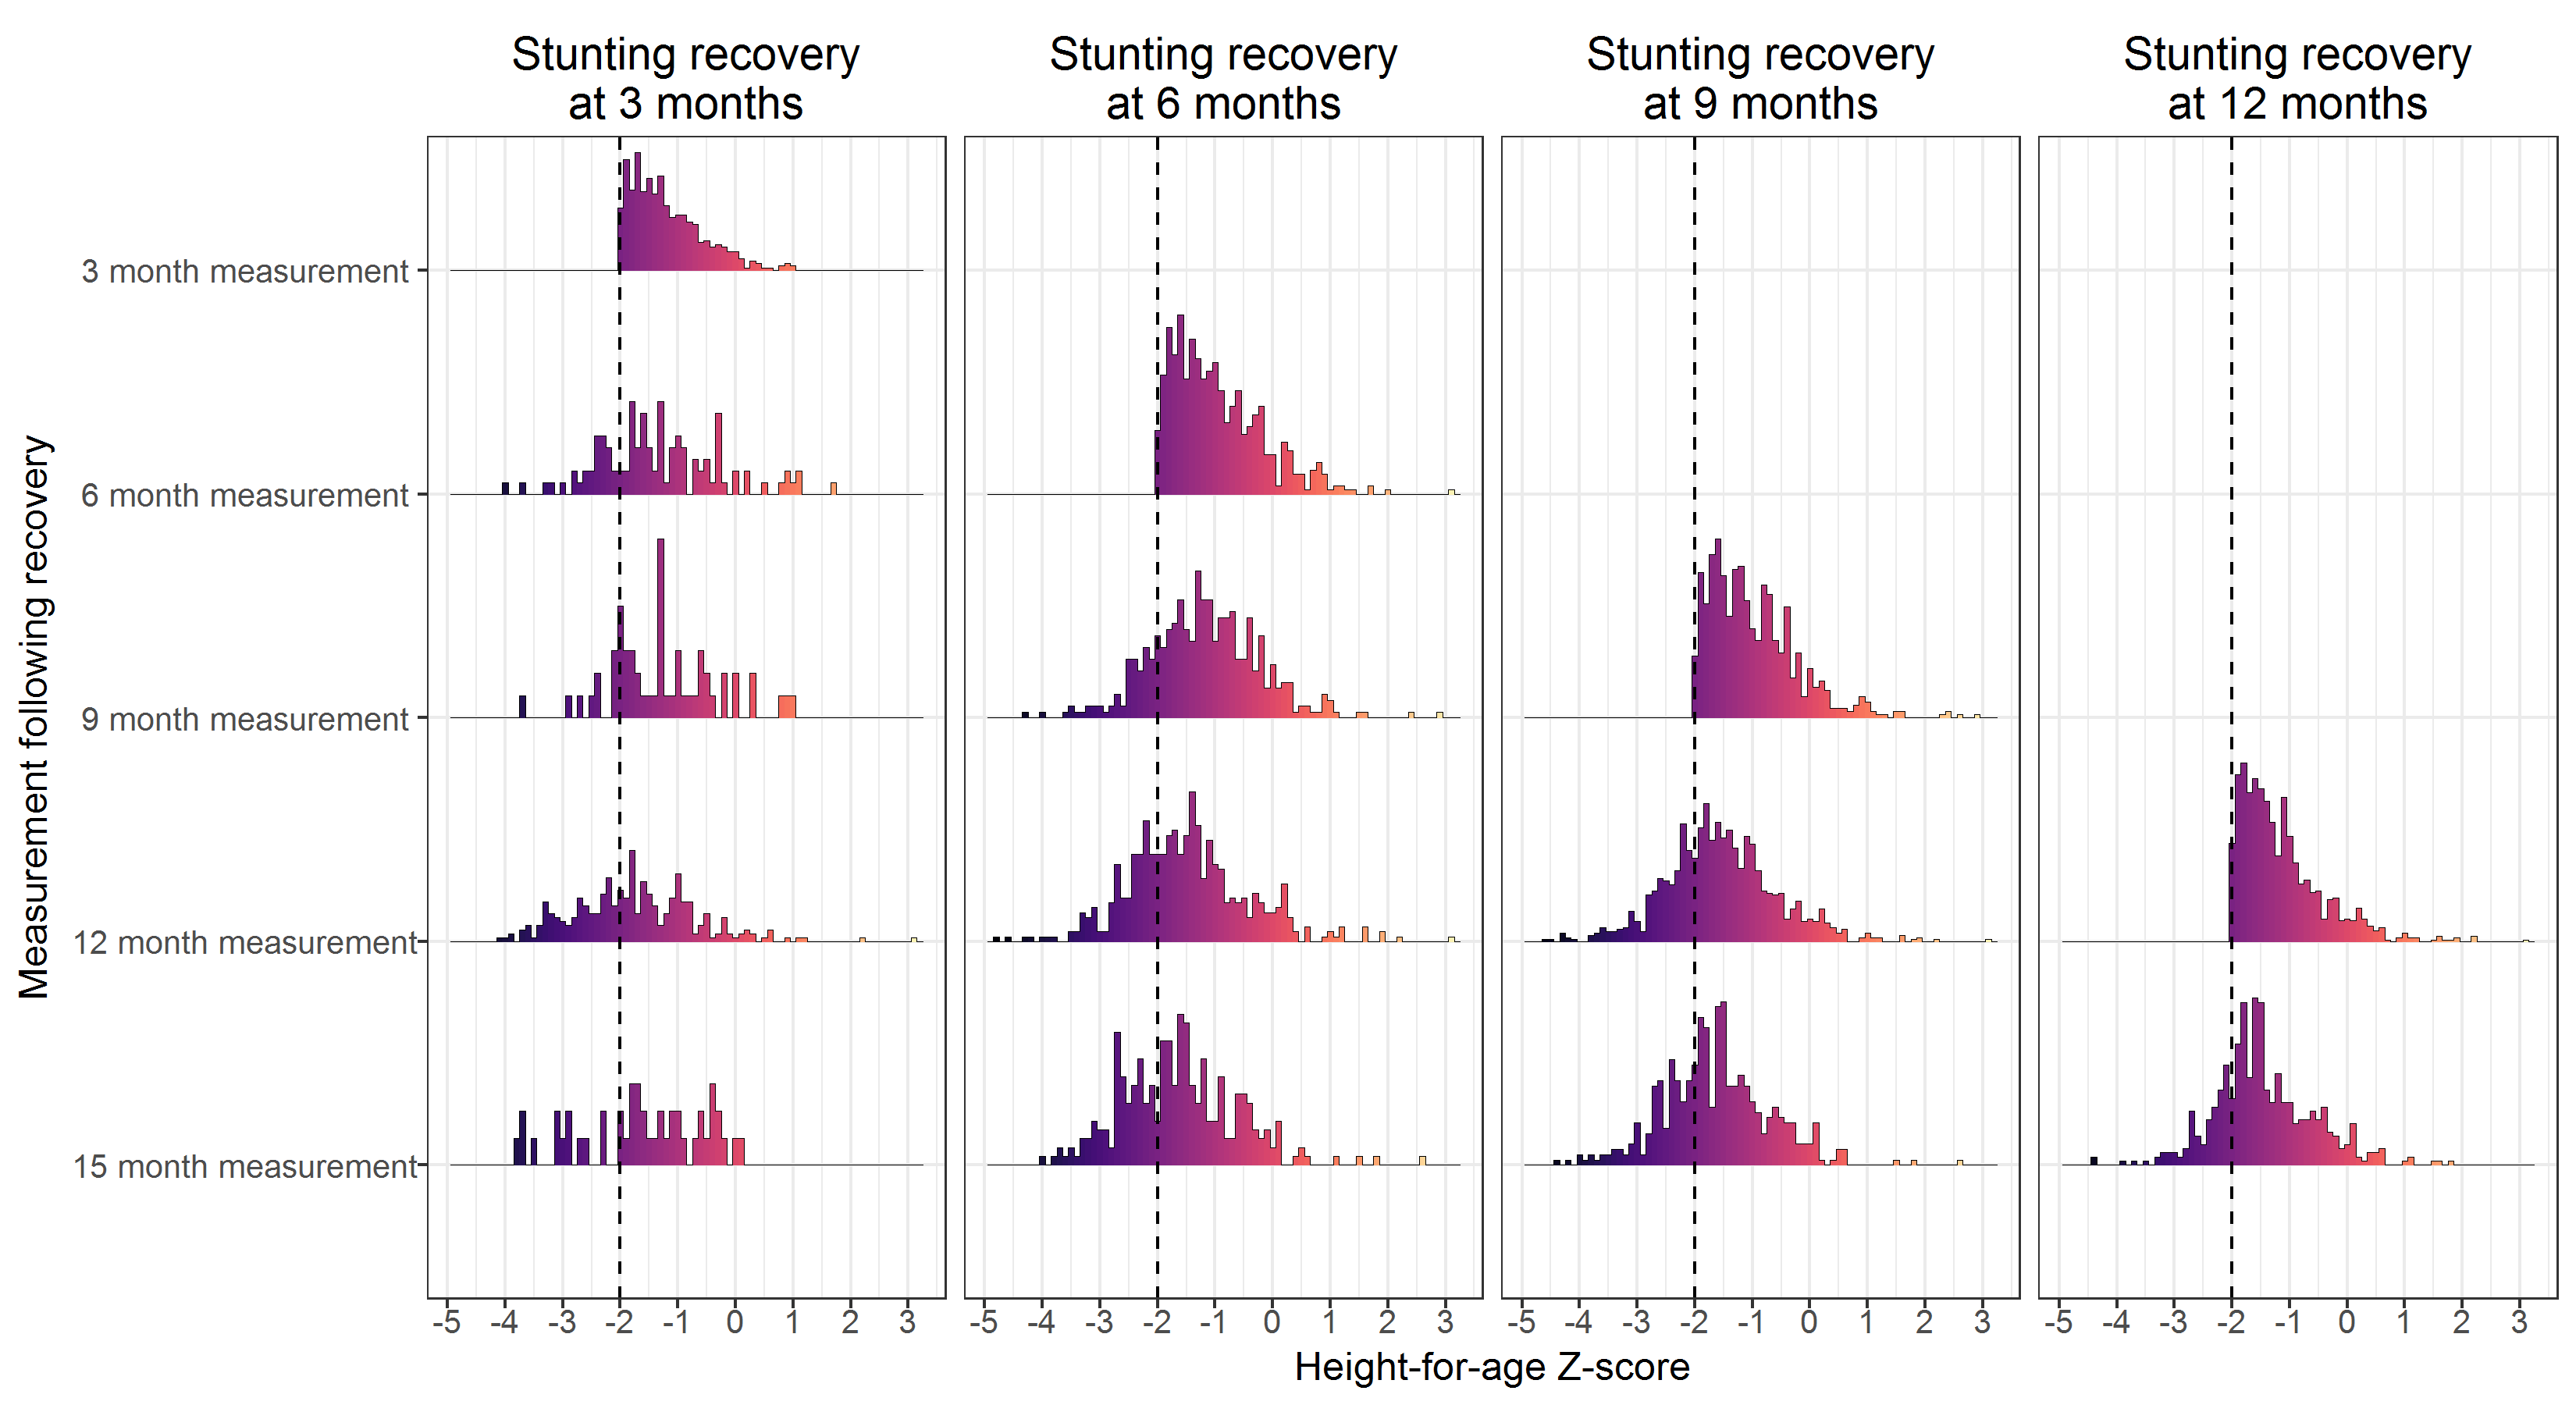 Stunting recovery
at 3 months
Stunting recovery
at 6 months
Stunting recovery
at 9 months
Stunting recovery
at 12 months
Measurement following recovery
3 month measurement
6 month measurement
9 month measurement
12 month measurement
15 month measurement
-5 -4 -3 -2 -1 0 1 2 3
-5 -4 -3 -2 -1 0 1 2 3
-5 -4 -3 -2 -1 0 1 2 3
-5 -4 -3 -2 -1 0 1 2 3
Height-for-age Z-score